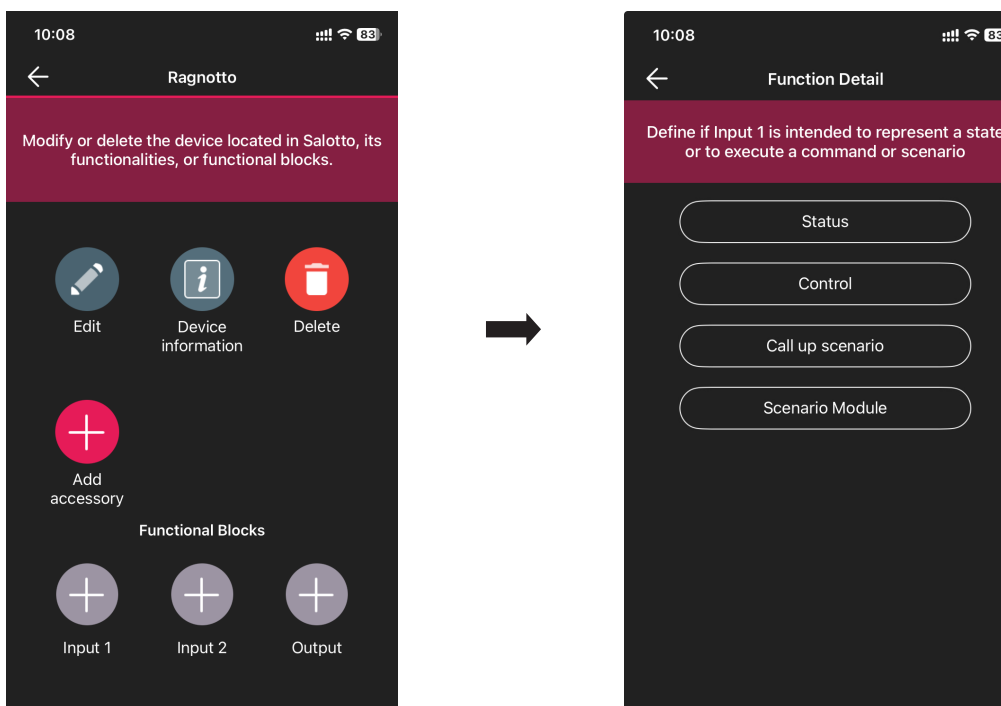 10:08
83
Ragnotto
Modify or delete the device located in Salotto, its
functionalities, or functional blocks.
Edit
Device
information
Delete
Add
accessory
Functional Blocks
Input 1
Input 2
Output
10:08
83
Function Detail
Define if Input 1 is intended to represent a state
or to execute a command or scenario
Status
Control
Call up scenario
Scenario Module